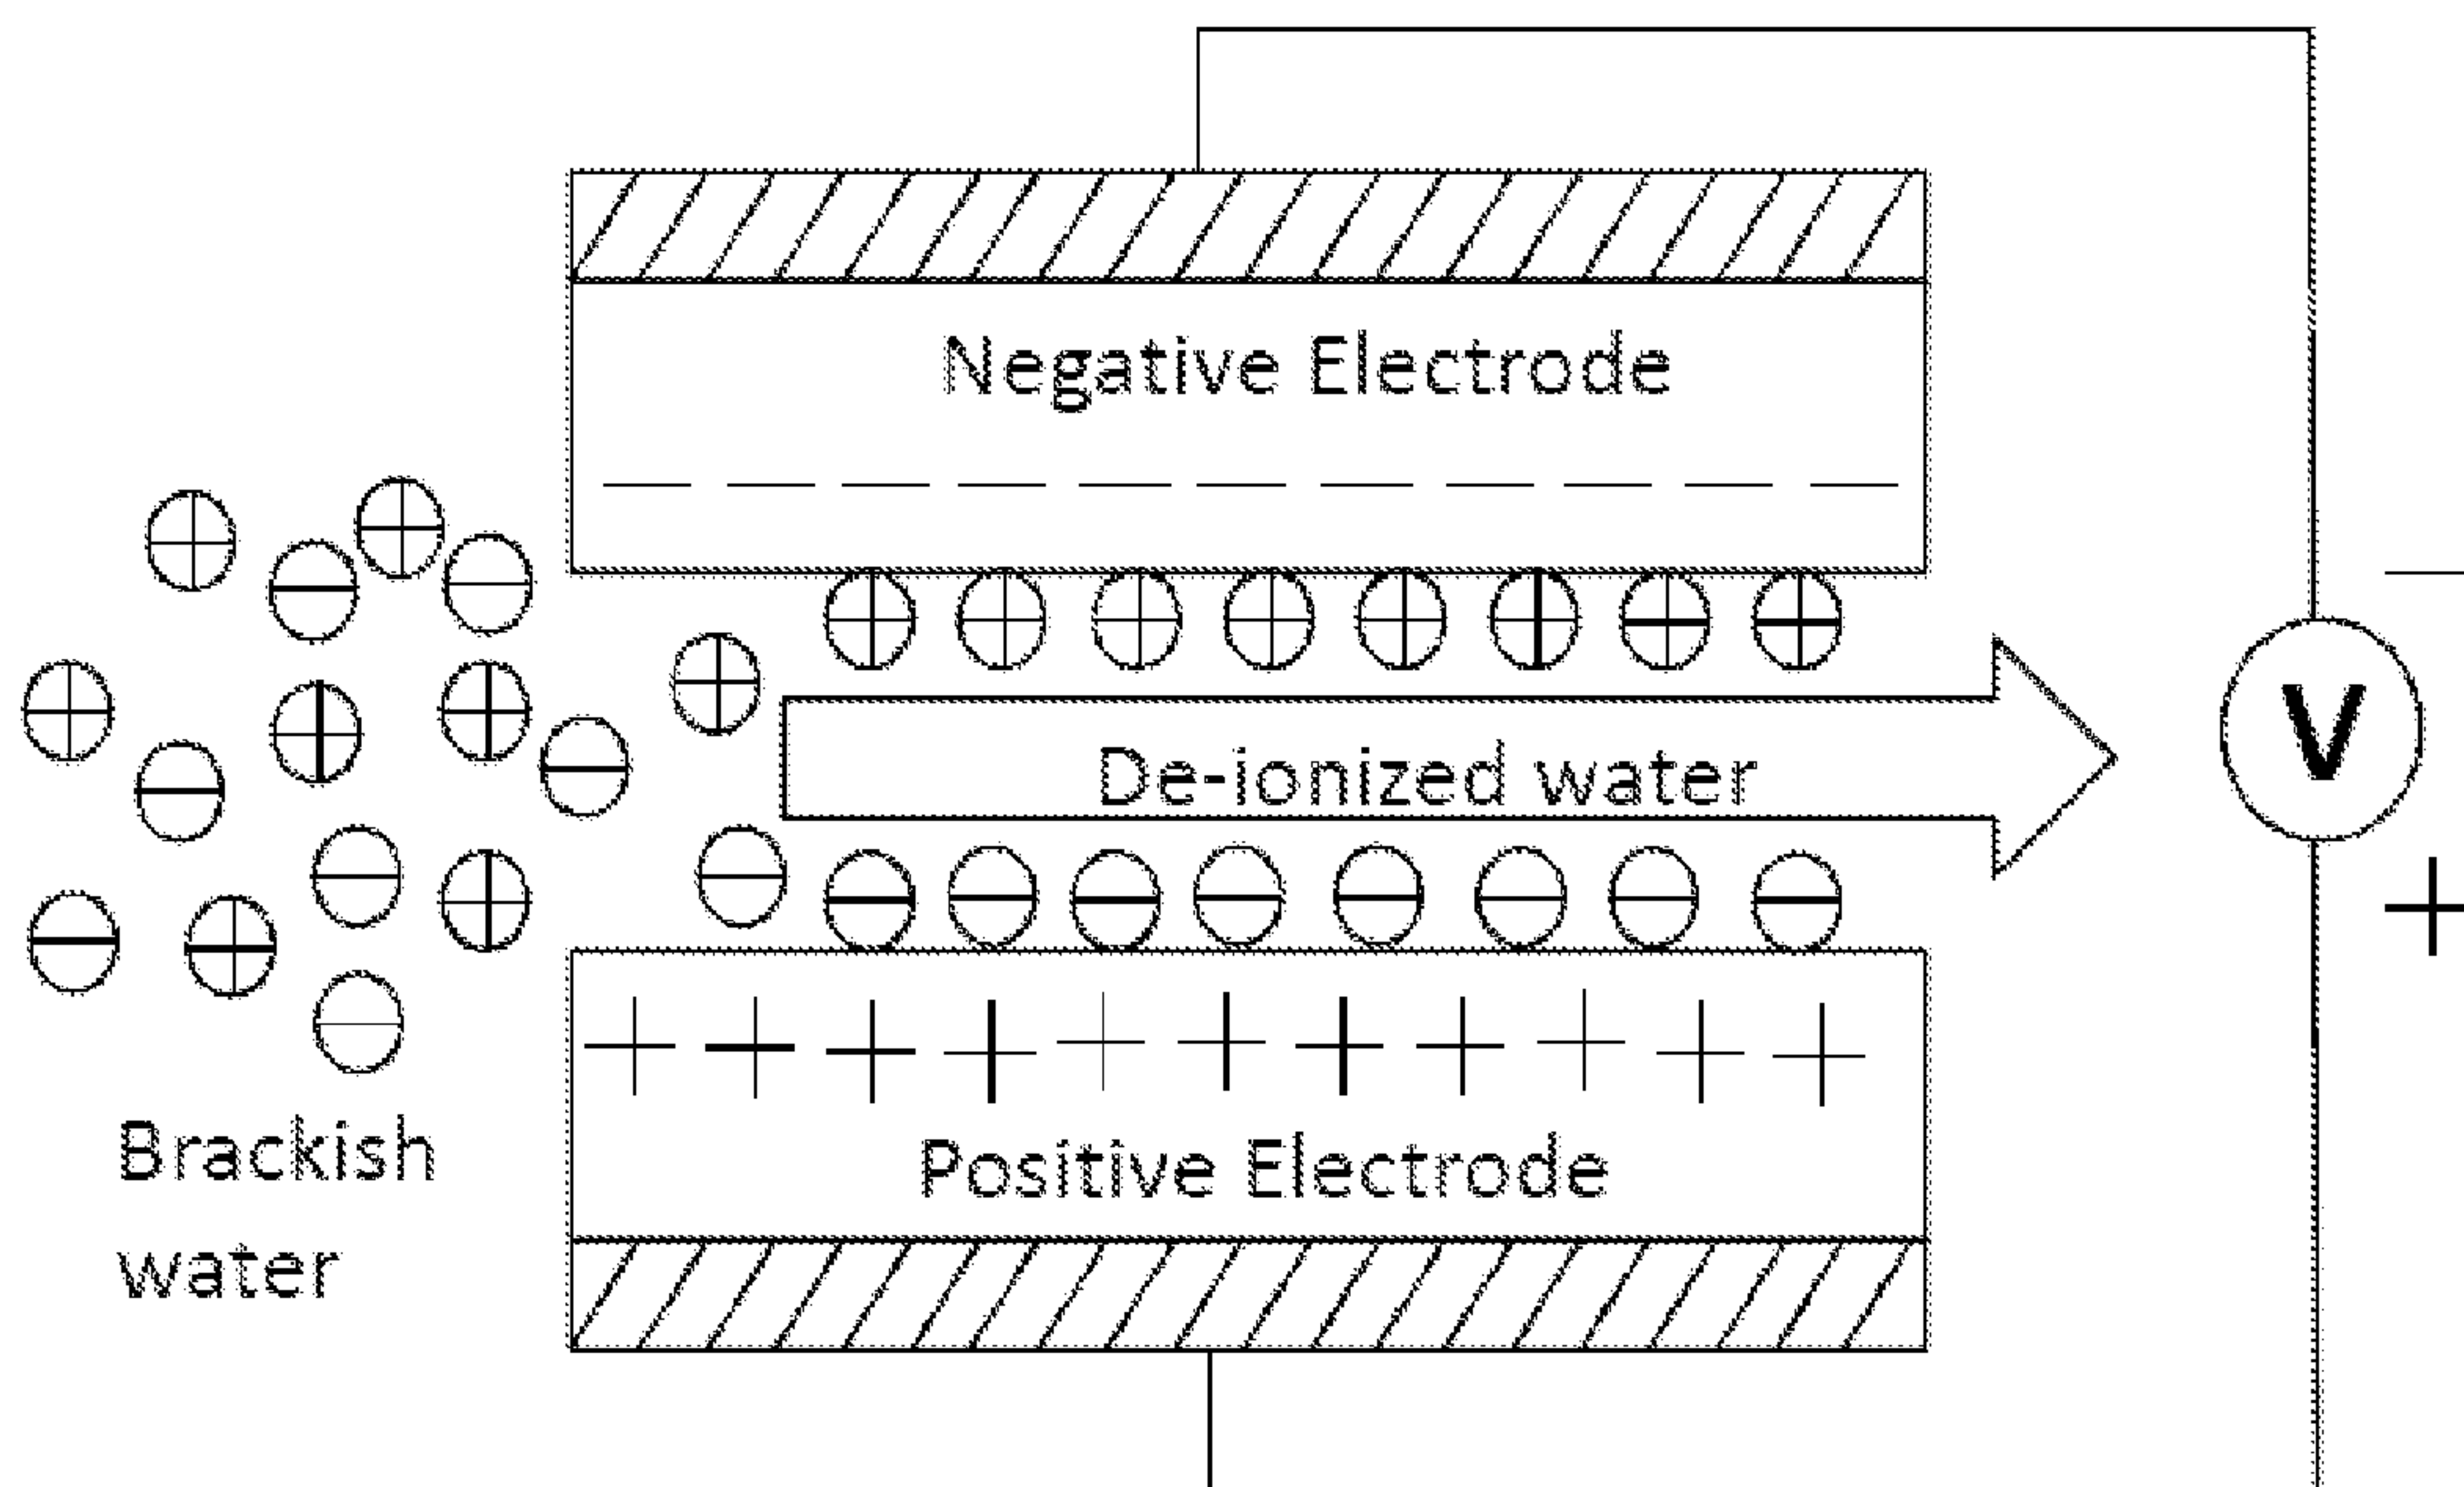 Negative Electrode
De-ionized water
V
Positive Electrode
Brackish
water